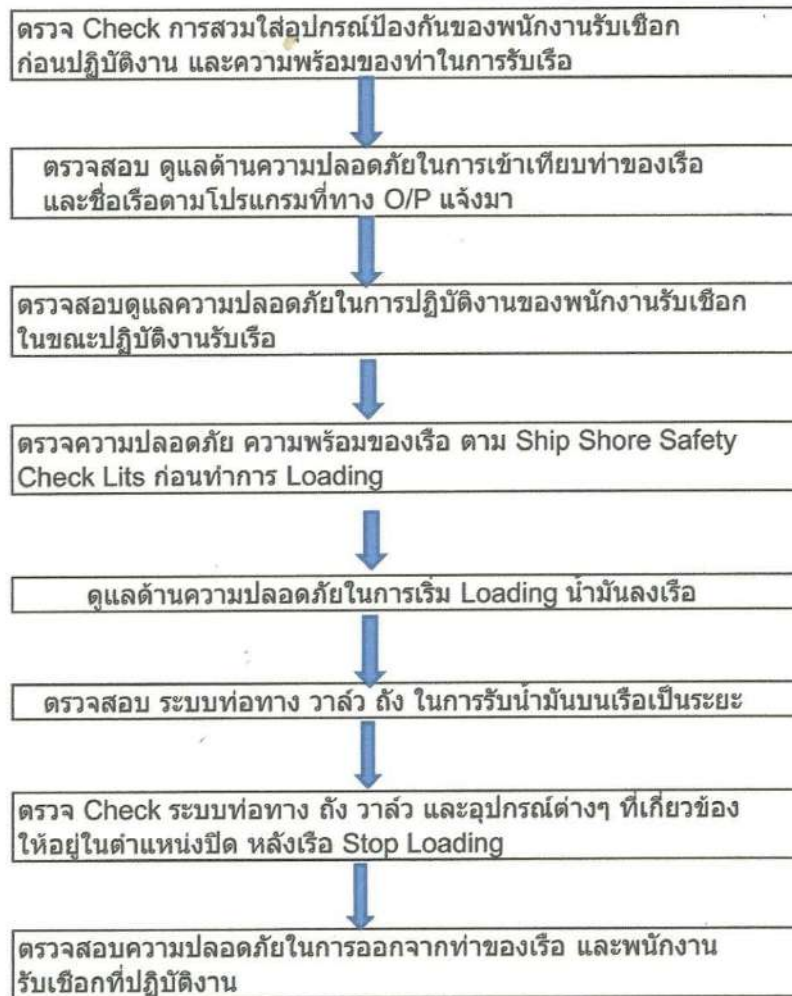 ตรวจ Check การสวมใส่อุปกรณ์ป้องกันของพนักงานรับเชือก
ก่อนปฏิบัติงาน และความพร้อมของท่าในการรับเรือ
ตรวจสอบ ดูแลด้านความปลอดภัยในการเข้าเทียบท่าของเรือ
และชื่อเรือตามโปรแกรมที่ทาง O/P แจ้งมา
ตรวจสอบดูแลความปลอดภัยในการปฏิบัติงานของพนักงานรับเชือก
ในขณะปฏิบัติงานรับเรือ
ตรวจความปลอดภัย ความพร้อมของเรือ ตาม Ship Shore Safety
Check Lits ก่อนทำการ Loading
ดูแลด้านความปลอดภัยในการเริ่ม Loading น้ำมันลงเรือ
ตรวจสอบ ระบบท่อทาง วาล์ว ถัง ในการรับน้ำมันบนเรือเป็นระยะ
ตรวจ Check ระบบท่อทาง ถัง วาล์ว และอุปกรณ์ต่างๆ ที่เกี่ยวข้อง
ให้อยู่ในตำแหน่งปิด หลังเรือ Stop Loading
ตรวจสอบความปลอดภัยในการออกจากท่าของเรือ และพนักงาน
รับเชือกที่ปฏิบัติงาน